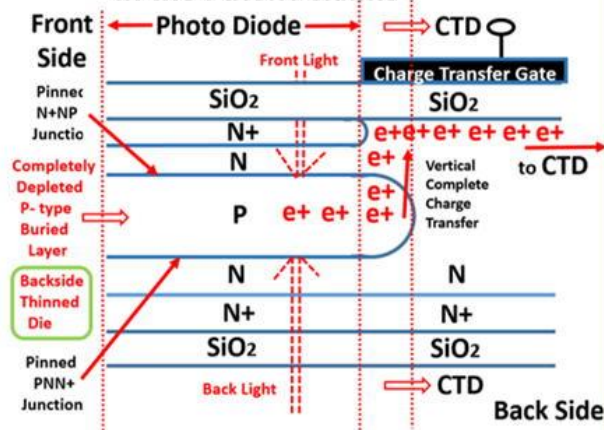 Front
Side
Photo Diode
CTD
Front Light
Charge Transfer Gate
Pinnec
N+NP
Junctio
SiO2
SiO2
N+
e+e+ e+ e+ e+ e+
to CTD
N
e+
Vertical
Complete
Charge
Transfer
Completely
Depleted
P- type
Buried
Layer
P
e+ e+
e+
e+
Backside
Thinned
Die
N
N
N+
N+
SiO2
SiO2
Pinned
PNN+
Junction
Back Light
CTD
Back Side